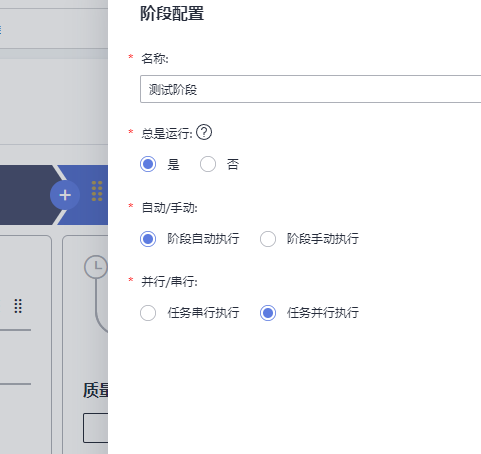 阶段配置
* 名称:
测试阶段
* 总是运行: ?
是 否
* 自动/手动:
阶段自动执行 阶段手动执行
* 并行/串行:
任务串行执行 任务并行执行
质量